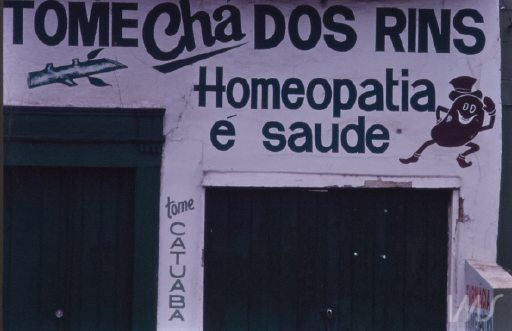 TOME Cha DOS RINS
Homeopatia
é saude
tome
CATUABA